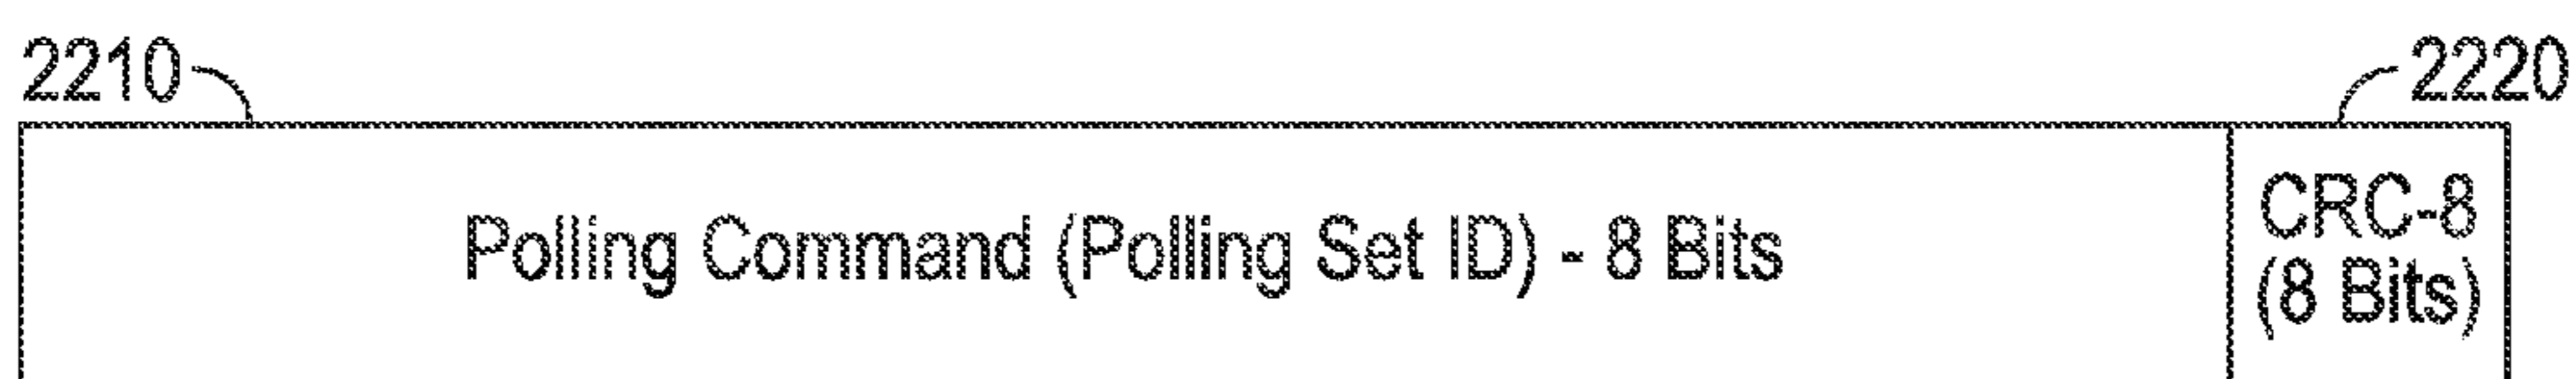 2210
2220
Polling Command (Polling Set ID) - 8 Bits
CRC-8
(8 Bits)